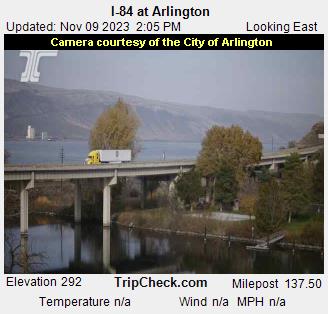 I-84 at Arlington
Updated: Nov 09 2023 2:05 PM Looking East
Camera courtesy of the City of Arlington
Elevation 292 TripCheck.com Milepost 137.50
Temperature n/a Wind n/a MPH n/a